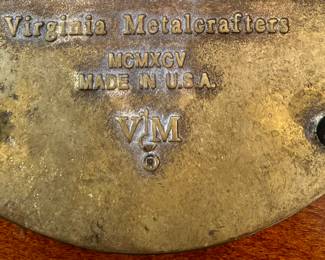 Virginia Metalcrafters
MCMXCV
MADE IN U.S.A.
VM